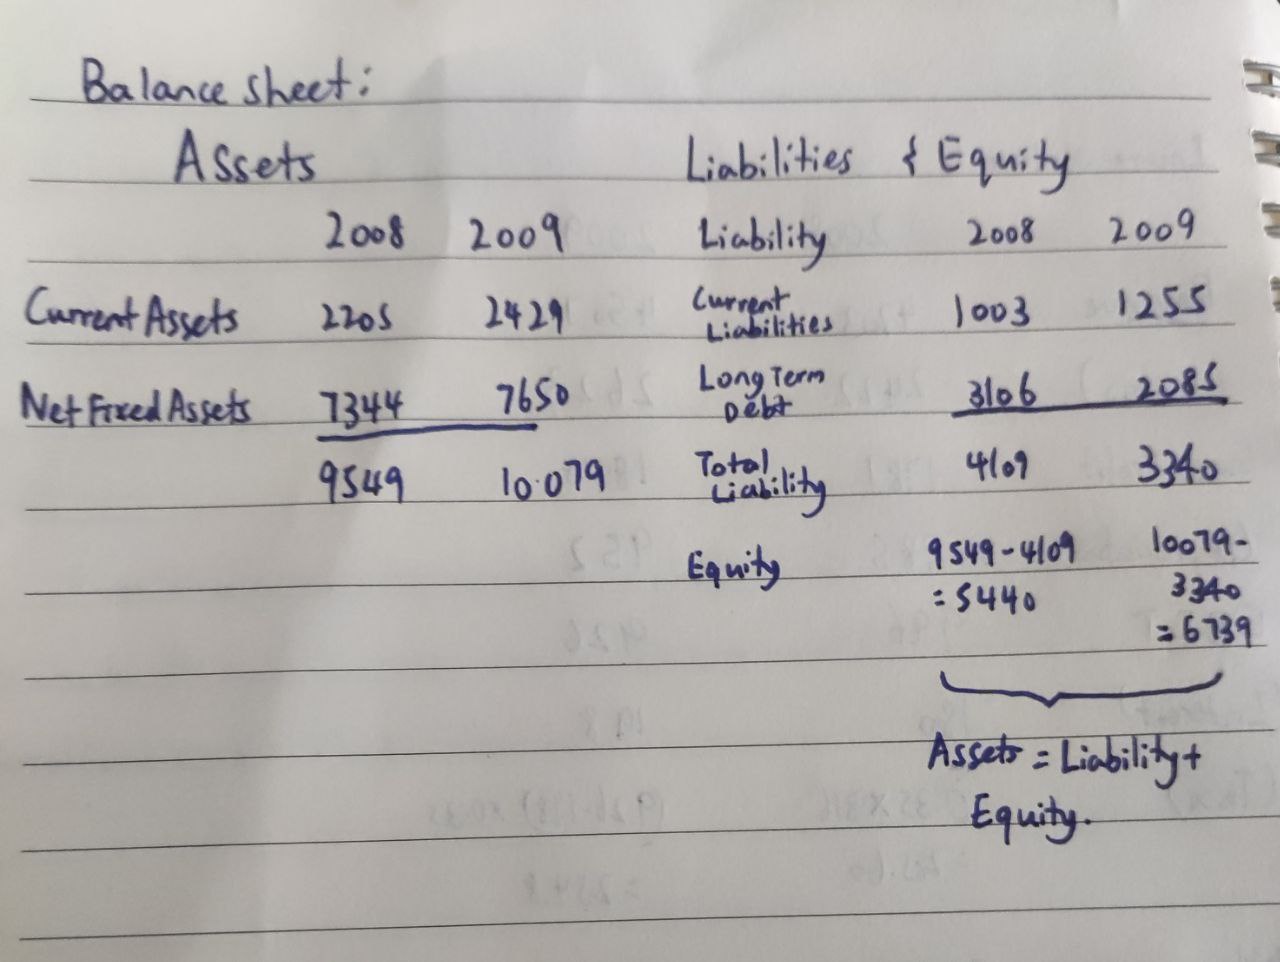 Balance sheet:
Assets Liabilities & Equity
2008 2009 Liability 2008 2009
Current Assets 2205 2429 Current Liabilities 1003 1255
Net Fixed Assets 7344 7650 Long Term Debt 3106 2085
9549 10079 Total Liability 4109 3340
Equity 9549-4109 10079-
=5440 3340
=6739
Assets = Liability +
Equity.